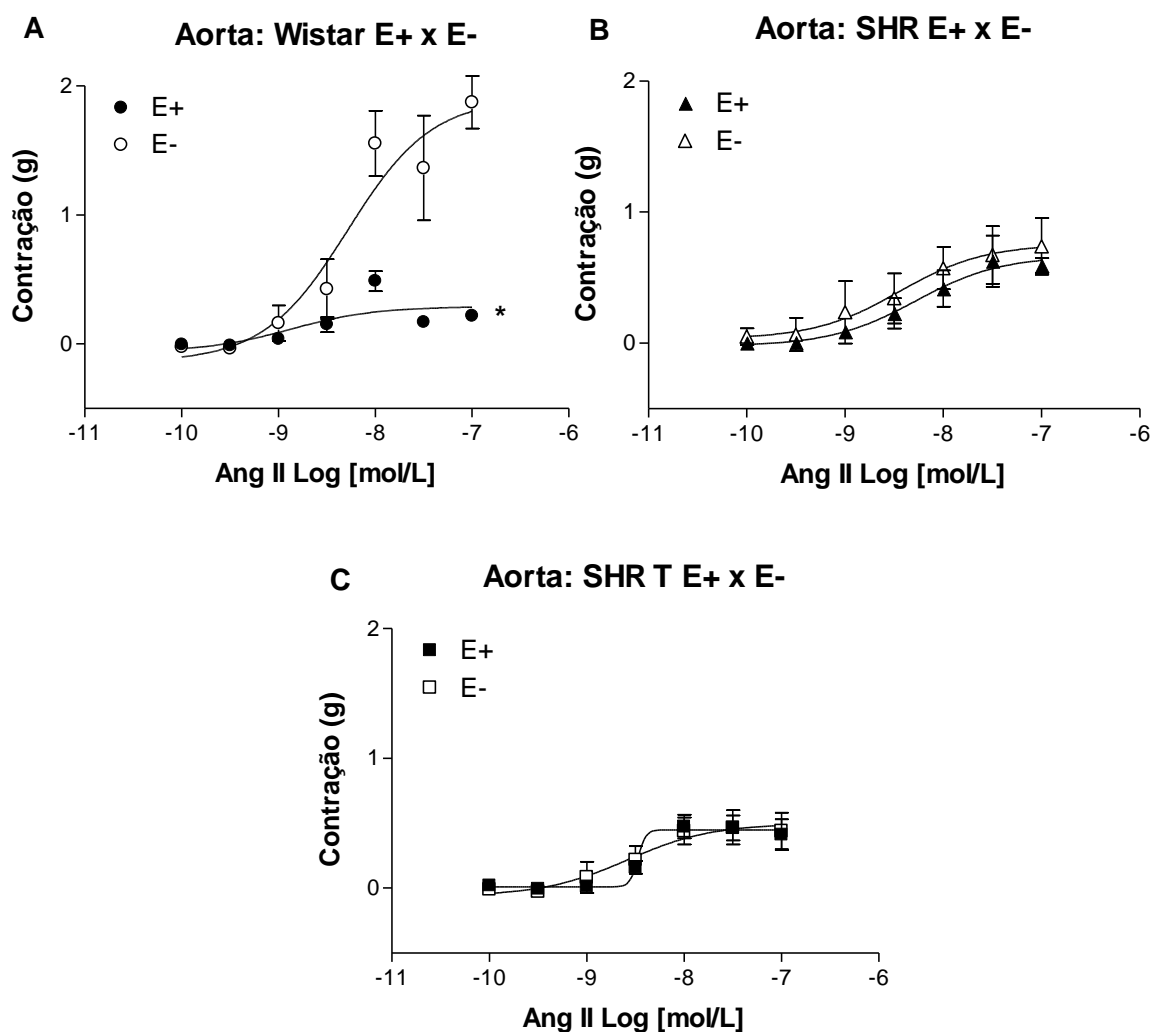 A
Aorta: Wistar E+ x E-
2
1
0
Contração (g)
E+
E-
*
-11 -10 -9 -8 -7 -6
Ang II Log [mol/L]
B
Aorta: SHR E+ x E-
2
1
0
Contração (g)
E+
E-
-11 -10 -9 -8 -7 -6
Ang II Log [mol/L]
C
Aorta: SHR T E+ x E-
2
1
0
Contração (g)
E+
E-
-11 -10 -9 -8 -7 -6
Ang II Log [mol/L]